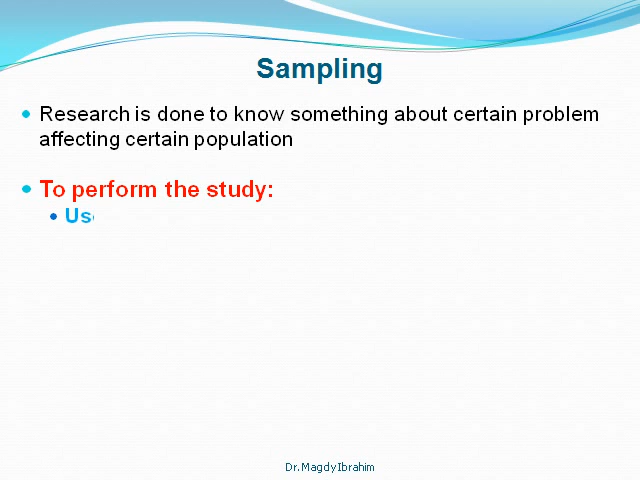 Sampling
Research is done to know something about certain problem
affecting certain population
To perform the study:
Dr. Magdy Ibrahim